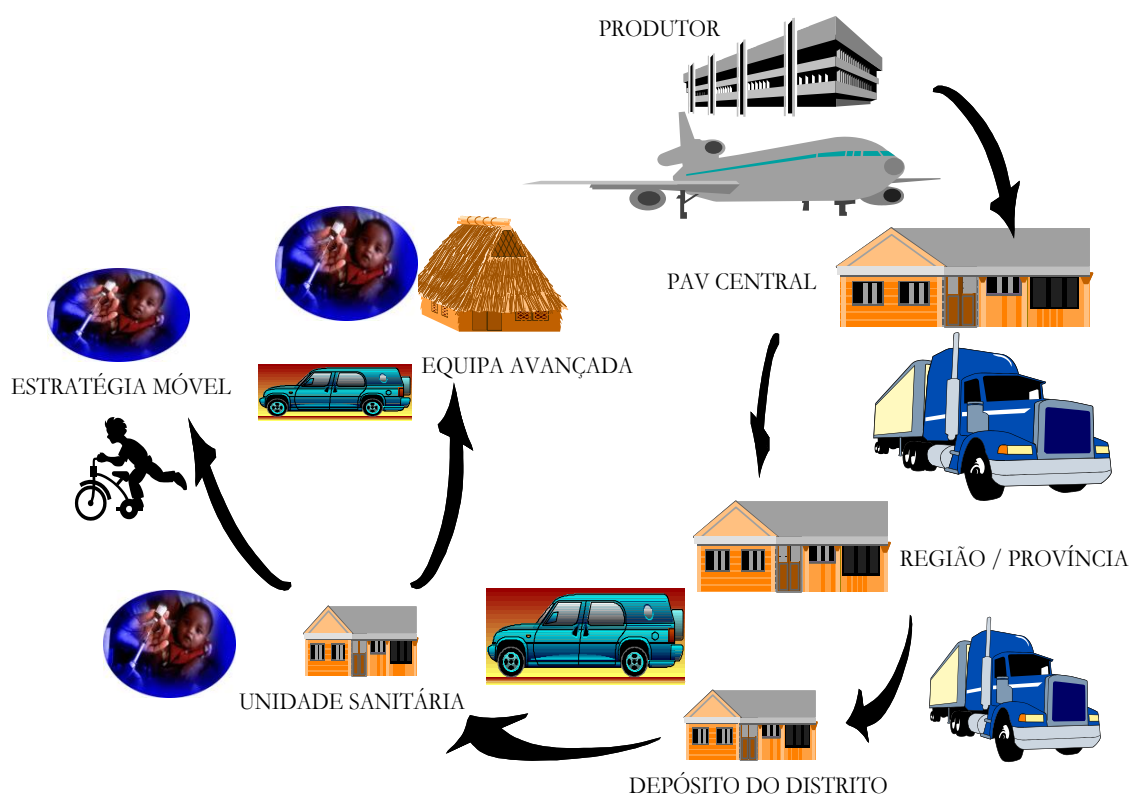 PRODUTOR
PAV CENTRAL
REGIÃO / PROVÍNCIA
DEPÓSITO DO DISTRITO
UNIDADE SANITÁRIA
EQUIPA AVANÇADA
ESTRATÉGIA MÓVEL